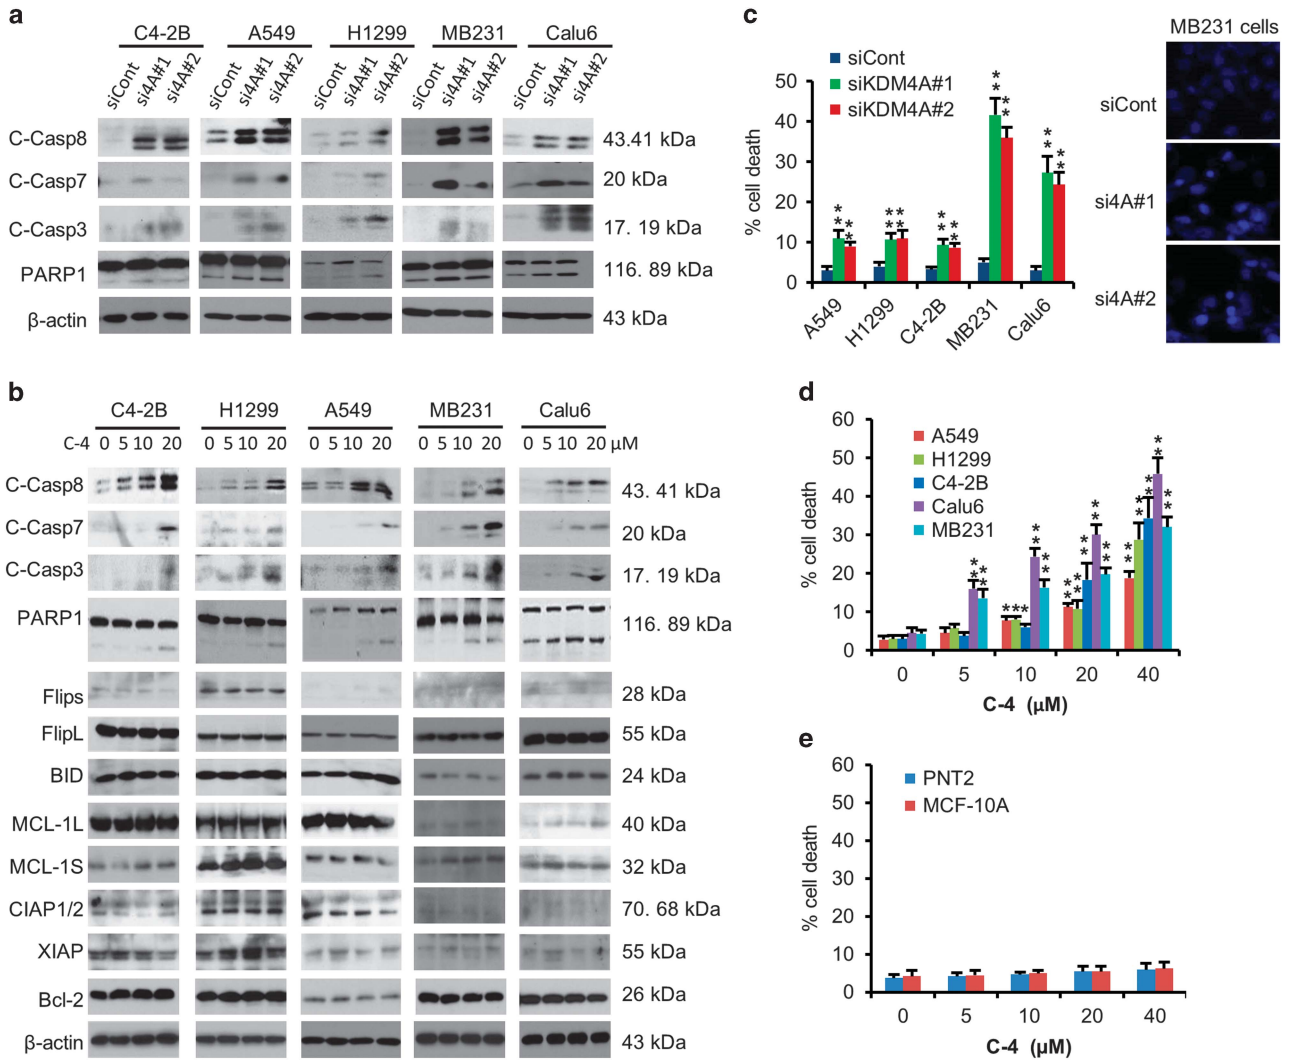 a
C4-2B A549 H1299 MB231 Calu6
siCont si4A#1 si4A#2 siCont si4A#1 si4A#2 siCont si4A#1 si4A#2 siCont si4A#1 si4A#2 siCont si4A#1 si4A#2
C-Casp8 43.41 kDa
C-Casp7 20 kDa
C-Casp3 17. 19 kDa
PARP1 116. 89 kDa
β-actin 43 kDa
b
C4-2B H1299 A549 MB231 Calu6
C-4 0 5 10 20 0 5 10 20 0 5 10 20 0 5 10 20 0 5 10 20 μM
C-Casp8 43. 41 kDa
C-Casp7 20 kDa
C-Casp3 17. 19 kDa
PARP1 116. 89 kDa
Flips 28 kDa
FlipL 55 kDa
BID 24 kDa
MCL-1L 40 kDa
MCL-1S 32 kDa
CIAP1/2 70. 68 kDa
XIAP 55 kDa
Bcl-2 26 kDa
β-actin 43 kDa
c
siCont
siKDM4A#1
siKDM4A#2
% cell death
50
40
30
20
10
0
** ** ** ** ** ** ** ** ** **
A549 H1299 C4-2B MB231 Calu6
MB231 cells
siCont
si4A#1
si4A#2
d
A549
H1299
C4-2B
Calu6
MB231
% cell death
60
50
40
30
20
10
0
** ** *** ** ** ** ** ** ** ** ** ** ** ** **
0 5 10 20 40
C-4 (μM)
e
PNT2
MCF-10A
% cell death
60
50
40
30
20
10
0
0 5 10 20 40
C-4 (μM)